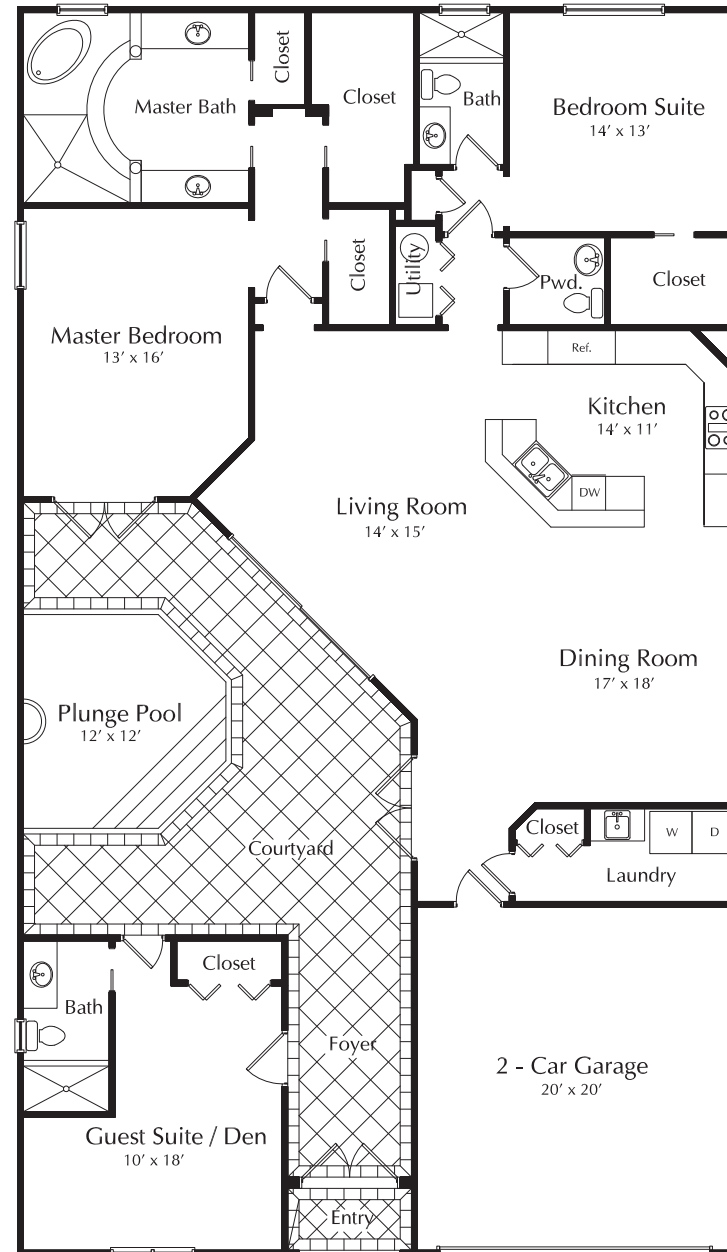 Closet
Closet
Bath
Master Bath
Bedroom Suite
14’ x 13’
Closet
Utility
Pwd.
Closet
Master Bedroom
13’ x 16’
Ref.
Kitchen
14’ x 11’
DW
Living Room
14’ x 15’
Dining Room
17’ x 18’
Plunge Pool
12’ x 12’
Courtyard
Closet
W
D
Laundry
Closet
Bath
Foyer
2 - Car Garage
20’ x 20’
Guest Suite / Den
10’ x 18’
Entry